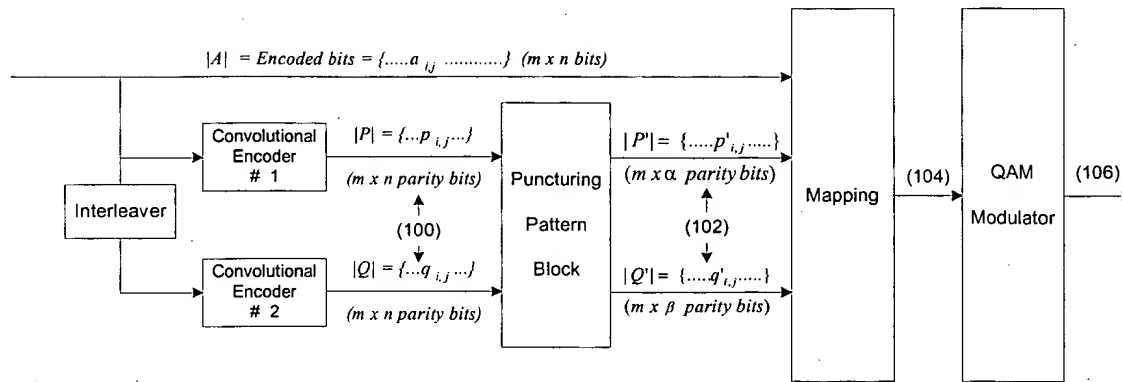 |A| = Encoded bits = {.....a i,j ............} (m x n bits)
Convolutional
Encoder
# 1
|P| = {...p i,j ...}
(m x n parity bits)
Interleaver
(100)
Convolutional
Encoder
# 2
|Q| = {...q i,j ...}
(m x n parity bits)
Puncturing
Pattern
Block
|P'| = {.....p' i,j .....}
(m x α parity bits)
(102)
|Q'| = {.....q' i,j .....}
(m x β parity bits)
Mapping
(104)
QAM
Modulator
(106)